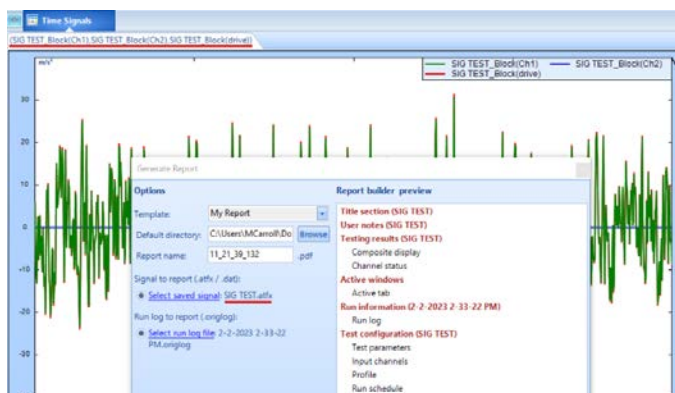 Time Signals
(SIG TEST_Block(Ch1),SIG TEST_Block(Ch2),SIG TEST_Block(drive))
m/s²
SIG TEST_Block(Ch1) SIG TEST_Block(Ch2)
SIG TEST_Block(drive)
30
20
10
0
-10
-20
-30
Generate Report
Options
Template: My Report
Default directory: C:\Users\MCarroll\Do Browse
Report name: 11_21_39_132 .pdf
Signal to report (.atfx / .dat):
Select saved signal: SIG TEST.atfx
Run log to report (.origlog):
Select run log file: 2-2-2023 2-33-22
PM.origlog
Report builder preview
Title section (SIG TEST)
User notes (SIG TEST)
Testing results (SIG TEST)
Composite display
Channel status
Active windows
Active tab
Run information (2-2-2023 2-33-22 PM)
Run log
Test configuration (SIG TEST)
Test parameters
Input channels
Profile
Run schedule